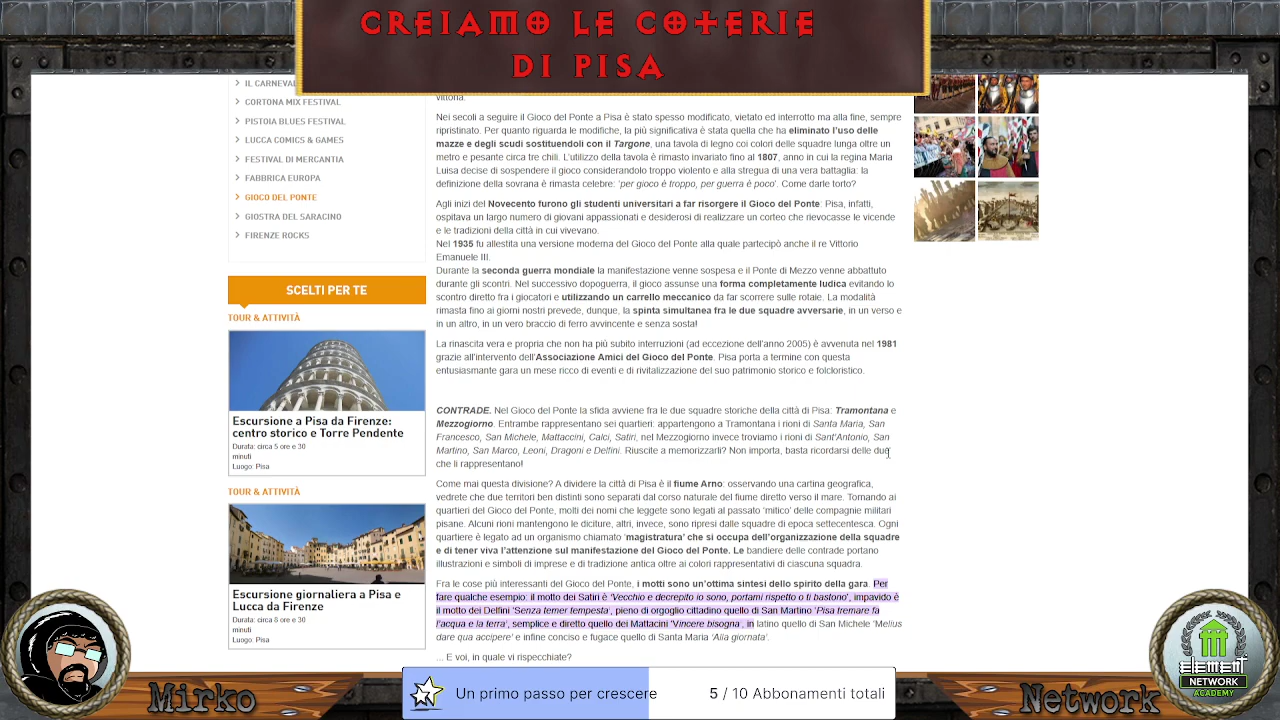 CREIAMO LE COTERIE
DI PISA
IL CARNEVAL
CORTONA MIX FESTIVAL
PISTOIA BLUES FESTIVAL
LUCCA COMICS & GAMES
FESTIVAL DI MERCANTIA
FABBRICA EUROPA
GIOCO DEL PONTE
GIOSTRA DEL SARACINO
FIRENZE ROCKS
SCELTI PER TE
TOUR & ATTIVITÀ
Escursione a Pisa da Firenze:
centro storico e Torre Pendente
Durata: circa 5 ore e 30
minuti
Luogo: Pisa
TOUR & ATTIVITÀ
Escursione giornaliera a Pisa e
Lucca da Firenze
Durata: circa 8 ore e 30
minuti
Luogo: Pisa
vittoria.
Nei secoli a seguire il Gioco del Ponte a Pisa è stato spesso modificato, vietato ed interrotto ma alla fine, sempre
ripristinato. Per quanto riguarda le modifiche, la più significativa è stata quella che ha eliminato l'uso delle
mazze e degli scudi sostituendoli con il Targone, una tavola di legno coi colori delle squadre lunga oltre un
metro e pesante circa tre chili. L'utilizzo della tavola è rimasto invariato fino al 1807, anno in cui la regina Maria
Luisa decise di sospendere il gioco considerandolo troppo violento e alla stregua di una vera battaglia: la
definizione della sovrana è rimasta celebre: 'per gioco è troppo, per guerra è poco'. Come darle torto?
Agli inizi del Novecento furono gli studenti universitari a far risorgere il Gioco del Ponte: Pisa, infatti,
ospitava un largo numero di giovani appassionati e desiderosi di realizzare un corteo che rievocasse le vicende
e le tradizioni della città in cui vivevano.
Nel 1935 fu allestita una versione moderna del Gioco del Ponte alla quale partecipò anche il re Vittorio
Emanuele III.
Durante la seconda guerra mondiale la manifestazione venne sospesa e il Ponte di Mezzo venne abbattuto
durante gli scontri. Nel successivo dopoguerra, il gioco assunse una forma completamente ludica evitando lo
scontro diretto fra i giocatori e utilizzando un carrello meccanico da far scorrere sulle rotaie. La modalità
rimasta fino ai giorni nostri prevede, dunque, la spinta simultanea fra le due squadre avversarie, in un verso e
in un altro, in un vero braccio di ferro avvincente e senza sosta!
La rinascita vera e propria che non ha più subito interruzioni (ad eccezione dell'anno 2005) è avvenuta nel 1981
grazie all'intervento dell'Associazione Amici del Gioco del Ponte. Pisa porta a termine con questa
entusiasmante gara un mese ricco di eventi e di rivitalizzazione del suo patrimonio storico e folcloristico.
CONTRADE. Nel Gioco del Ponte la sfida avviene fra le due squadre storiche della città di Pisa: Tramontana e
Mezzogiorno. Entrambe rappresentano sei quartieri: appartengono a Tramontana i rioni di Santa Maria, San
Francesco, San Michele, Mattaccini, Calci, Satiri, nel Mezzogiorno invece troviamo i rioni di Sant'Antonio, San
Martino, San Marco, Leoni, Dragoni e Delfini. Riuscite a memorizzarli? Non importa, basta ricordarsi delle due
che li rappresentano!
Come mai questa divisione? A dividere la città di Pisa è il fiume Arno: osservando una cartina geografica,
vedrete che due territori ben distinti sono separati dal corso naturale del fiume diretto verso il mare. Tornando ai
quartieri del Gioco del Ponte, molti dei nomi che leggete sono legati al passato 'mitico' delle compagnie militari
pisane. Alcuni rioni mantengono le diciture, altri, invece, sono ripresi dalle squadre di epoca settecentesca. Ogni
quartiere è legato ad un organismo chiamato 'magistratura' che si occupa dell'organizzazione della squadre
e di tener viva l'attenzione sul manifestazione del Gioco del Ponte. Le bandiere delle contrade portano
illustrazioni e simboli di imprese e di tradizione antica oltre ai colori rappresentativi di ciascuna squadra.
Fra le cose più interessanti del Gioco del Ponte, i motti sono un'ottima sintesi dello spirito della gara. Per
fare qualche esempio: il motto dei Satiri è 'Vecchio e decrepito io sono, portami rispetto o ti bastono', impavido è
il motto dei Delfini 'Senza temer tempesta', pieno di orgoglio cittadino quello di San Martino 'Pisa tremare fa
l'acqua e la terra', semplice e diretto quello dei Mattacini 'Vincere bisogna', in latino quello di San Michele 'Melius
dare qua accipere' e infine conciso e fugace quello di Santa Maria 'Alla giornata'.
... E voi, in quale vi rispecchiate?
Mirko
Un primo passo per crescere
5 / 10 Abbonamenti totali
Network
ELEMENT
NETWORK
ACADEMY